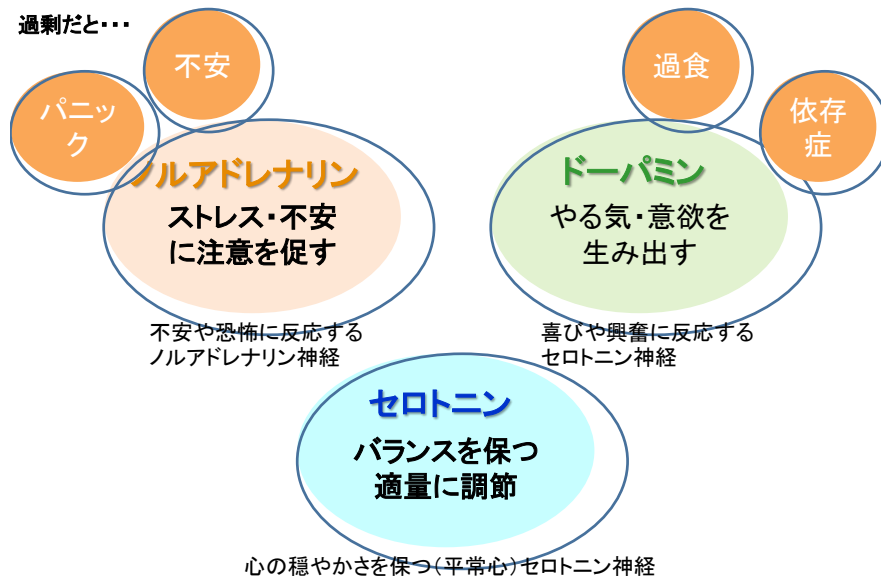 過剰だと・・・
不安
パニッ
ク
ノルアドレナリン
ストレス・不安
に注意を促す
不安や恐怖に反応する
ノルアドレナリン神経
過食
依存
症
ドーパミン
やる気・意欲を
生み出す
喜びや興奮に反応する
セロトニン神経
セロトニン
バランスを保つ
適量に調節
心の穏やかさを保つ(平常心)セロトニン神経